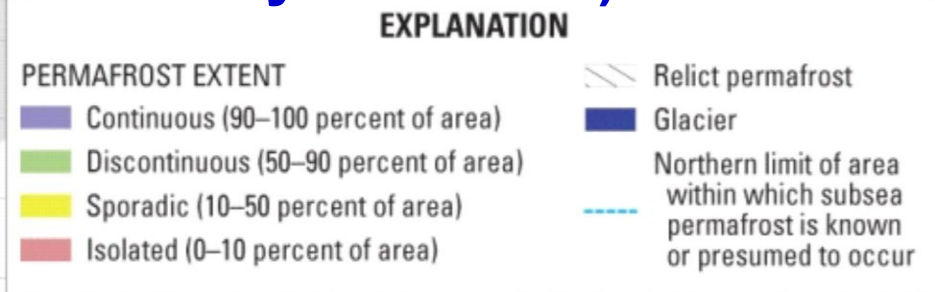 EXPLANATION
PERMAFROST EXTENT
Continuous (90–100 percent of area)
Discontinuous (50–90 percent of area)
Sporadic (10–50 percent of area)
Isolated (0–10 percent of area)
Relict permafrost
Glacier
Northern limit of area
within which subsea
permafrost is known
or presumed to occur